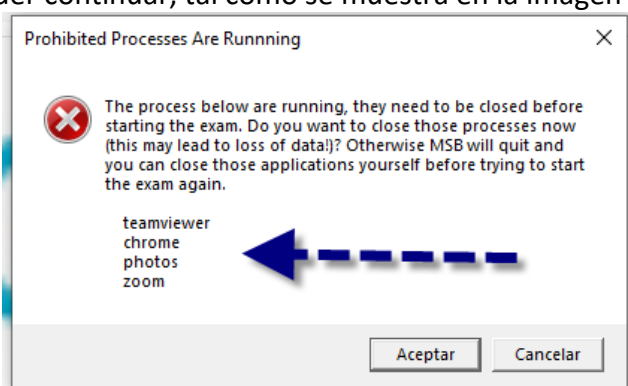 der continuar, tal como se muestra en la imagen
Prohibited Processes Are Runnning
The process below are running, they need to be closed before
starting the exam. Do you want to close those processes now
(this may lead to loss of data!)? Otherwise MSB will quit and
you can close those applications yourself before trying to start
the exam again.
teamviewer
chrome
photos
zoom
Aceptar
Cancelar